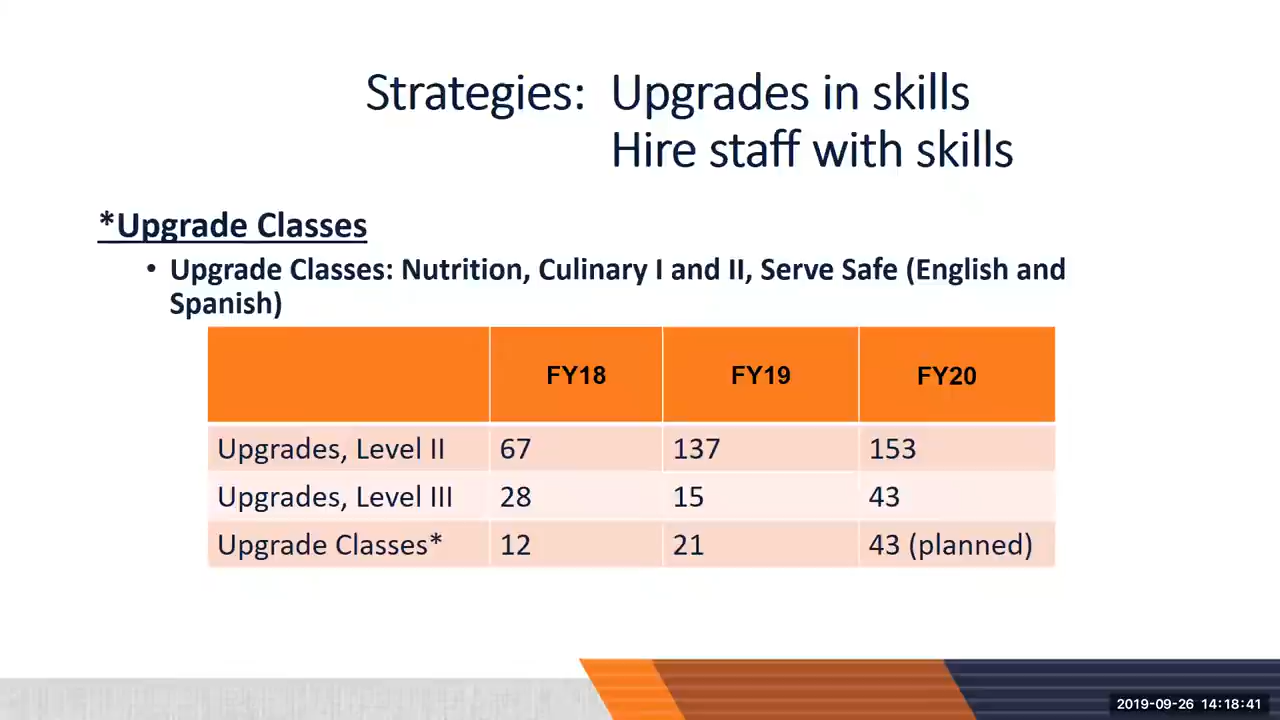 Strategies: Upgrades in skills
Hire staff with skills
*Upgrade Classes
• Upgrade Classes: Nutrition, Culinary I and II, Serve Safe (English and
Spanish)
FY18 FY19 FY20
Upgrades, Level II 67 137 153
Upgrades, Level III 28 15 43
Upgrade Classes* 12 21 43 (planned)
2019-09-26 14:18:41